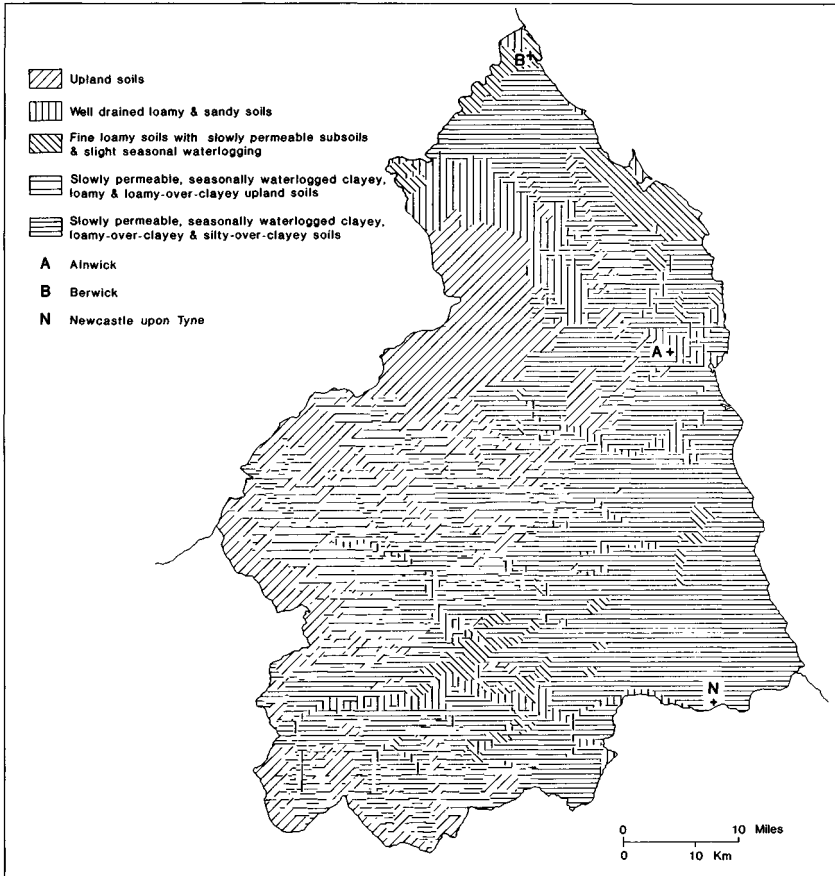 Upland soils
Well drained loamy & sandy soils
Fine loamy soils with slowly permeable subsoils
& slight seasonal waterlogging
Slowly permeable, seasonally waterlogged clayey,
loamy & loamy-over-clayey upland soils
Slowly permeable, seasonally waterlogged clayey,
loamy-over-clayey & silty-over-clayey soils
A Alnwick
B Berwick
N Newcastle upon Tyne
B
A
N
0 10 Miles
0 10 Km